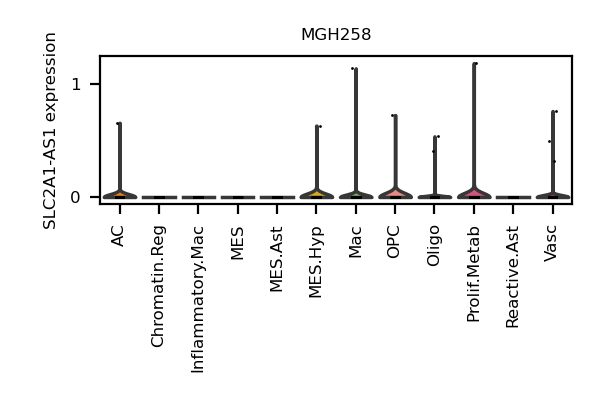 MGH258
SLC2A1-AS1 expression
1
0
AC
Chromatin.Reg
Inflammatory.Mac
MES
MES.Ast
MES.Hyp
Mac
OPC
Oligo
Prolif.Metab
Reactive.Ast
Vasc